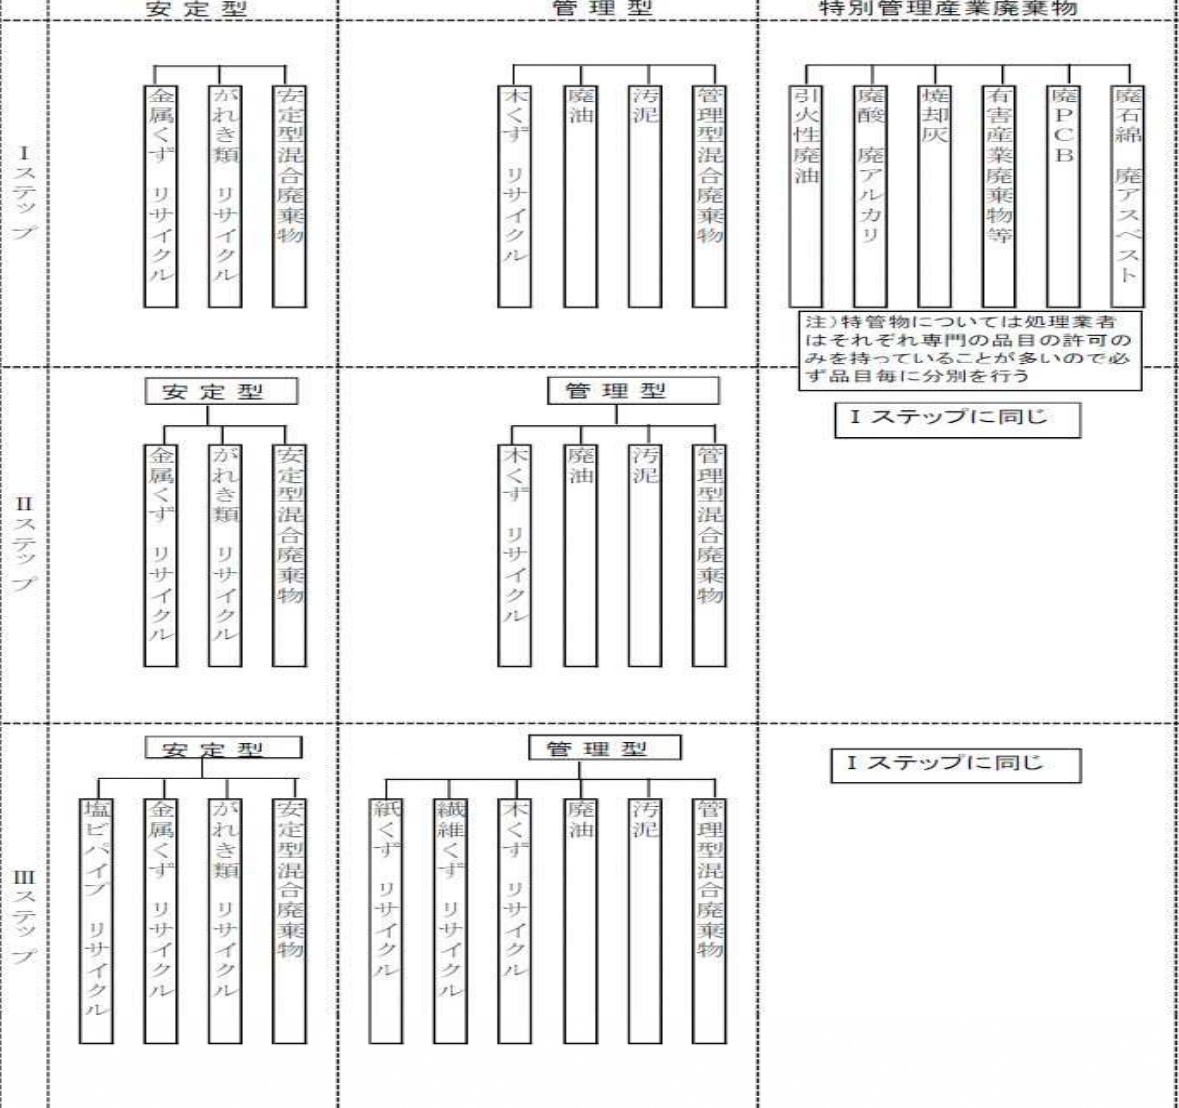 安定型
管理型
特別管理産業廃棄物
Ⅰステップ
金属くず リサイクル
がれき類 リサイクル
安定型混合廃棄物
木くず リサイクル
廃油
汚泥
管理型混合廃棄物
引火性廃油
廃酸 廃アルカリ
焼却灰
有害産業廃棄物等
廃PCB
廃石綿 廃アスベスト
注)特管物については処理業者
はそれぞれ専門の品目の許可の
みを持っていることが多いので必
ず品目毎に分別を行う
Ⅱステップ
安定型
金属くず リサイクル
がれき類 リサイクル
安定型混合廃棄物
管理型
木くず リサイクル
廃油
汚泥
管理型混合廃棄物
Ⅰステップに同じ
Ⅲステップ
安定型
塩ビパイプ リサイクル
金属くず リサイクル
がれき類 リサイクル
安定型混合廃棄物
管理型
紙くず リサイクル
繊維くず リサイクル
木くず リサイクル
廃油
汚泥
管理型混合廃棄物
Ⅰステップに同じ